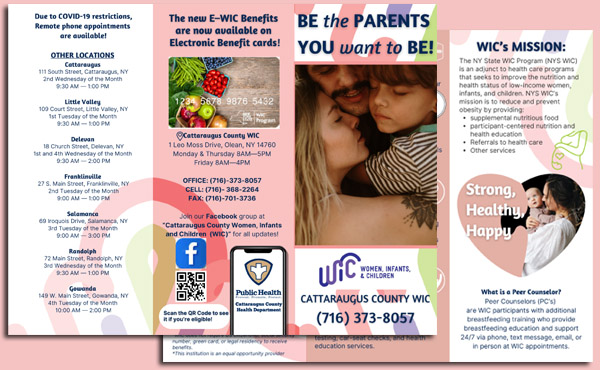 Due to COVID-19 restrictions,
Remote phone appointments
are available!
OTHER LOCATIONS
Cattaraugus
111 South Street, Cattaraugus, NY
2nd Wednesday of the Month
9:30 AM — 1:00 PM
Little Valley
109 Court Street, Little Valley, NY
1st Tuesday of the Month
9:30 AM — 1:00 PM
Delevan
18 Church Street, Delevan, NY
1st and 4th Wednesday of the Month
9:30 AM — 2:00 PM
Franklinville
27 S. Main Street, Franklinville, NY
2nd Tuesday of the Month
9:00 AM — 1:00 PM
Salamanca
69 Iroquois Drive, Salamanca, NY
3rd Tuesday of the Month
9:00 AM — 3:00 PM
Randolph
72 Main Street, Randolph, NY
3rd Wednesday of the Month
9:30 AM — 1:00 PM
Gowanda
149 W. Main Street, Gowanda, NY
4th Tuesday of the Month
10:00 AM — 2:00 PM
The new E-WIC Benefits
are now available on
Electronic Benefit cards!
1234 5678 9876 5432
Cattaraugus County WIC
1 Leo Moss Drive, Olean, NY 14760
Monday & Thursday 8AM—5PM
Friday 8AM—4PM
OFFICE: (716)-373-8057
CELL: (716)- 368-2264
FAX: (716)-701-3736
Join our Facebook group at
"Cattaraugus County Women, Infants
and Children (WIC)" for all updates!
Scan the QR Code to see
if you're eligible!
Public Health
Cattaraugus County
Health Department
BE the PARENTS
YOU want to BE!
WIC WOMEN, INFANTS,
& CHILDREN
CATTARAUGUS COUNTY WIC
(716) 373-8057
number, green card, or legal residency to receive
benefits.
*This institution is an equal opportunity provider
testing, car-seat checks, and health
education services.
WIC's MISSION:
The NY State WIC Program (NYS WIC)
is an adjunct to health care programs
that seeks to improve the nutrition and
health status of low-income women,
infants, and children. NYS WIC's
mission is to reduce and prevent
obesity by providing:
• supplemental nutritious food
• participant-centered nutrition and
health education
• Referrals to health care
• Other services
Strong,
Healthy,
Happy
What is a Peer Counselor?
Peer Counselors (PC's)
are WIC participants with additional
breastfeeding training who provide
breastfeeding education and support
24/7 via phone, text message, email, or
in person at WIC appointments.